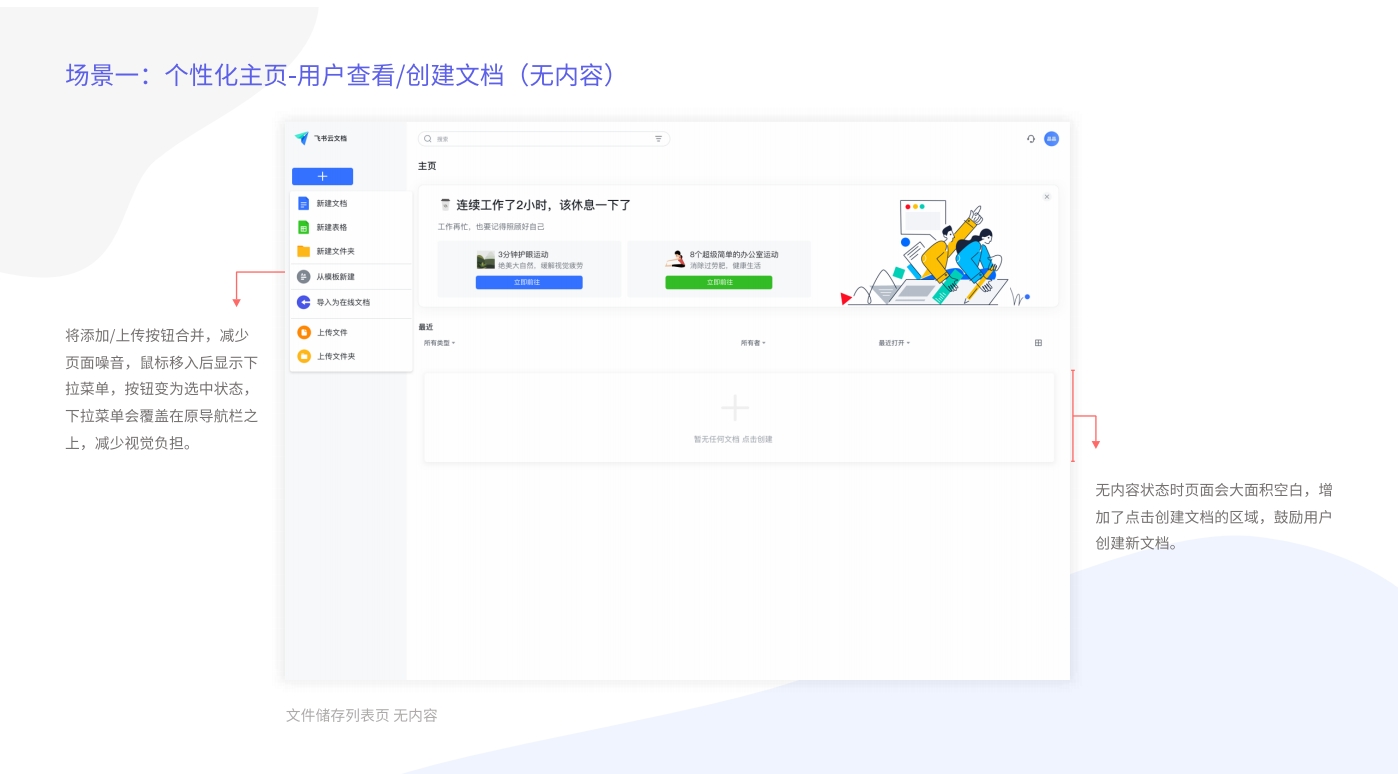 场景一：个性化主页-用户查看/创建文档（无内容）
飞书云文档
搜索
主页
新建文档
新建表格
新建文件夹
从模板新建
导入为在线文档
上传文件
上传文件夹
连续工作了2小时，该休息一下了
工作再忙，也要记得照顾好自己
3分钟护眼运动
绝美大自然，缓解视觉疲劳
立即前往
8个超级简单的办公室运动
消除过劳肥，健康生活
立即前往
最近
所有类型
所有者
最近打开
暂无任何文档 点击创建
将添加/上传按钮合并，减少
页面噪音，鼠标移入后显示下
拉菜单，按钮变为选中状态，
下拉菜单会覆盖在原导航栏之
上，减少视觉负担。
无内容状态时页面会大面积空白，增
加了点击创建文档的区域，鼓励用户
创建新文档。
文件储存列表页 无内容